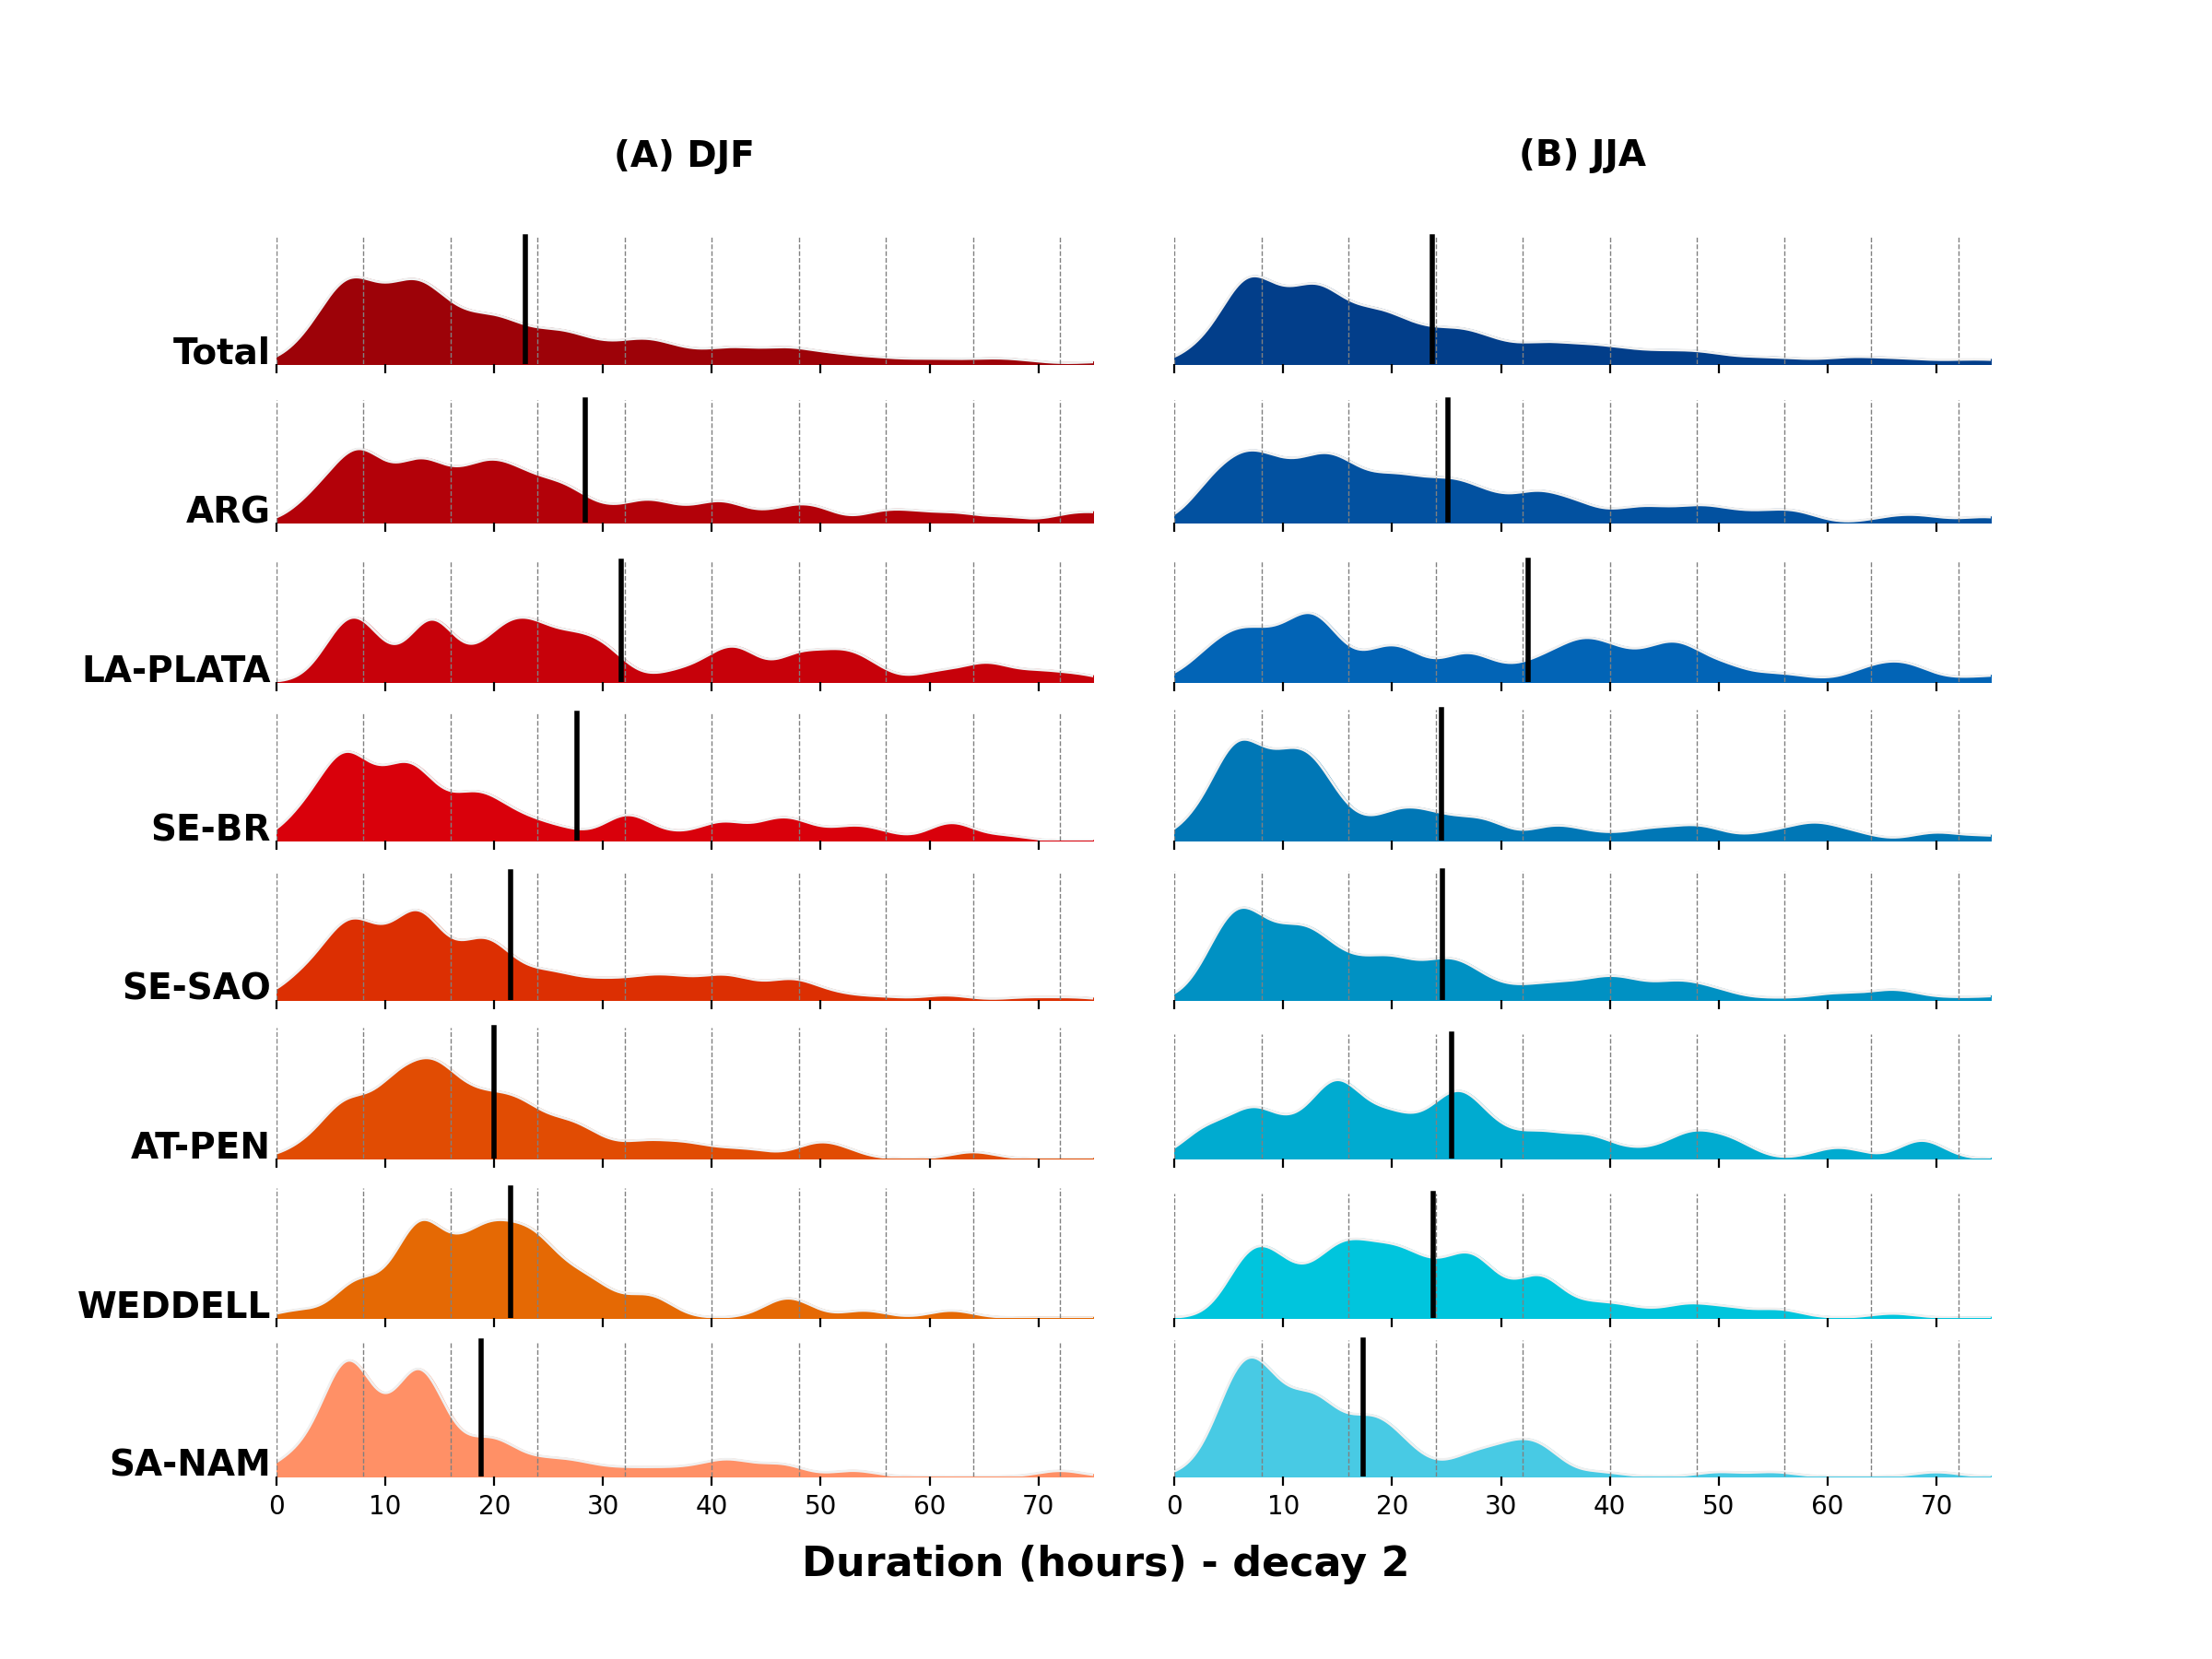 (A) DJF
(B) JJA
Total
ARG
LA-PLATA
SE-BR
SE-SAO
AT-PEN
WEDDELL
SA-NAM
0 10 20 30 40 50 60 70
0 10 20 30 40 50 60 70
Duration (hours) - decay 2